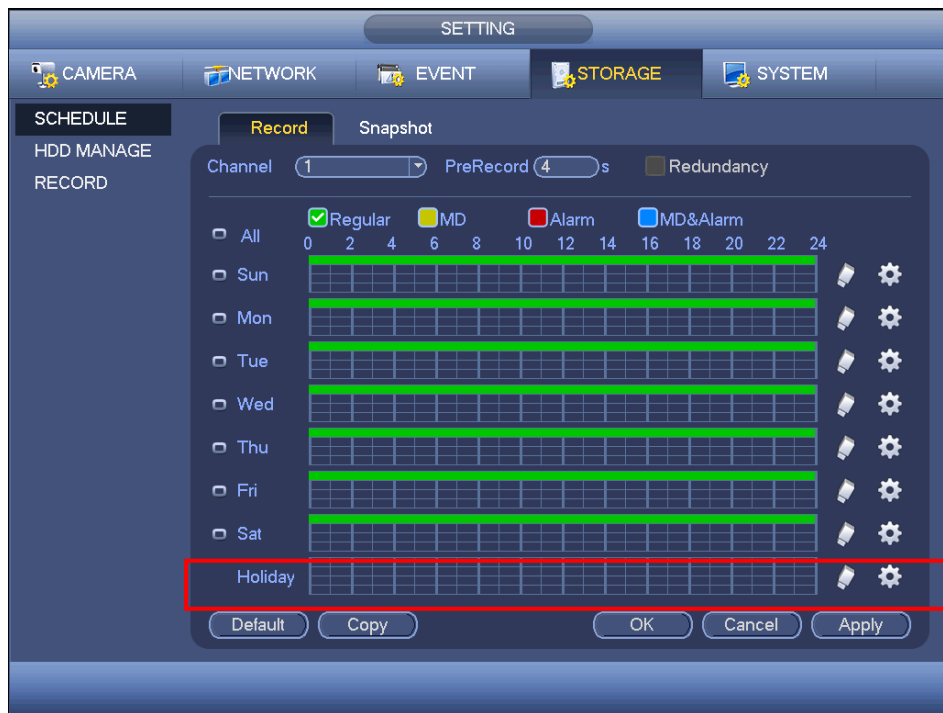 SETTING
CAMERA NETWORK EVENT STORAGE SYSTEM
SCHEDULE
HDD MANAGE
RECORD
Record Snapshot
Channel 1 PreRecord 4 s Redundancy
Regular MD Alarm MD&Alarm
All 0 2 4 6 8 10 12 14 16 18 20 22 24
Sun
Mon
Tue
Wed
Thu
Fri
Sat
Holiday
Default Copy OK Cancel Apply